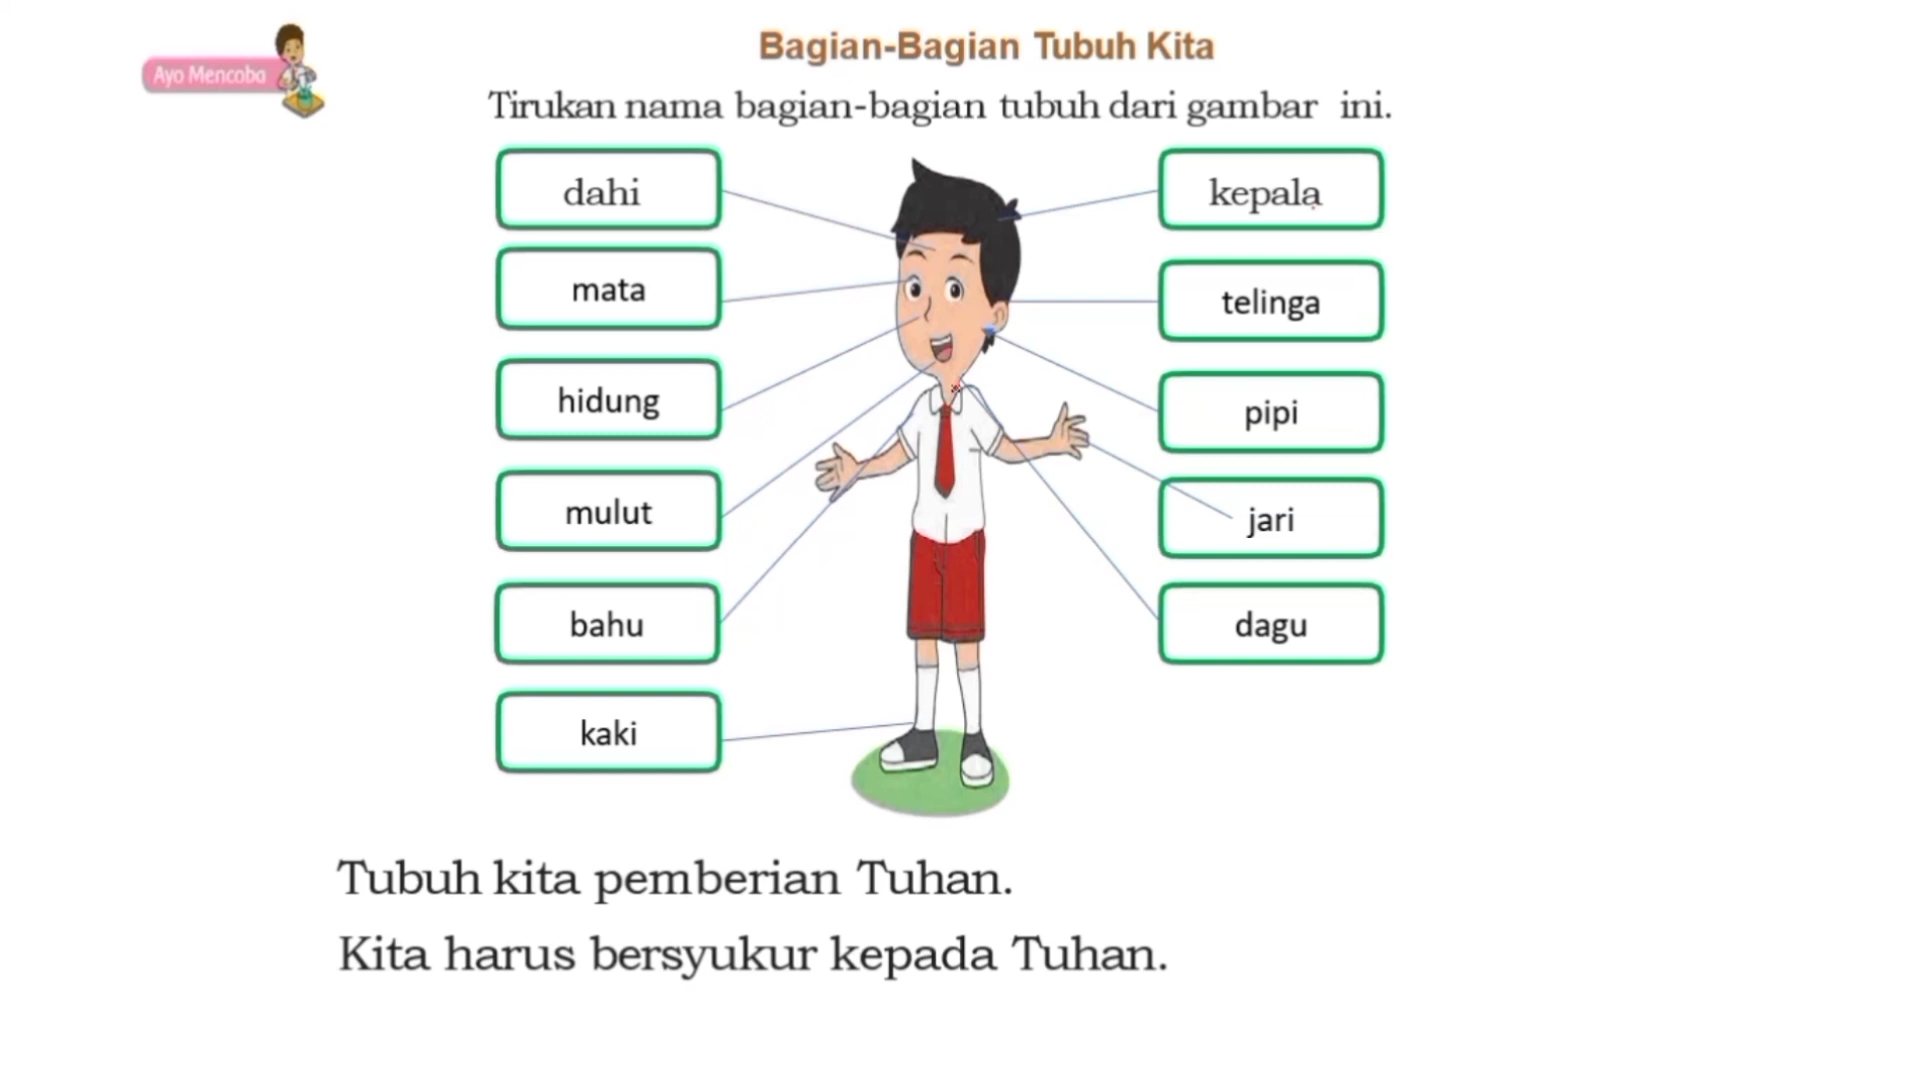 Ayo Mencoba
Bagian-Bagian Tubuh Kita
Tirukan nama bagian-bagian tubuh dari gambar ini.
dahi
mata
hidung
mulut
bahu
kaki
kepala
telinga
pipi
jari
dagu
Tubuh kita pemberian Tuhan.
Kita harus bersyukur kepada Tuhan.